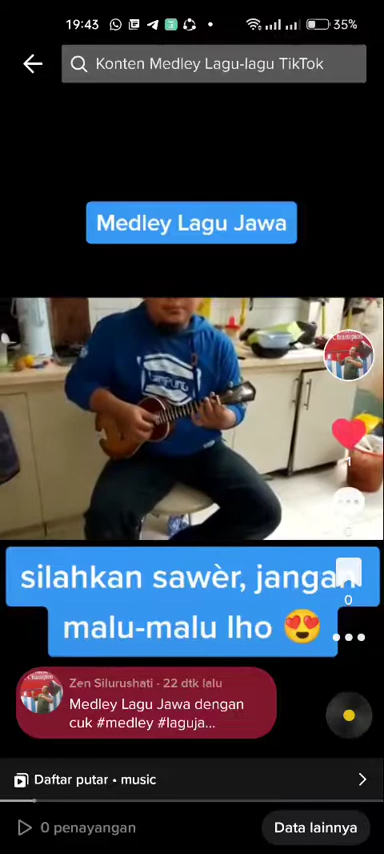 19:43
35%
Konten Medley Lagu-lagu TikTok
Medley Lagu Jawa
silahkan sawèr, jangan
malu-malu lho 😍
0
Zen Silurushati · 22 dtk lalu
Medley Lagu Jawa dengan
cuk #medley #laguja...
Daftar putar • music
0 penayangan
Data lainnya